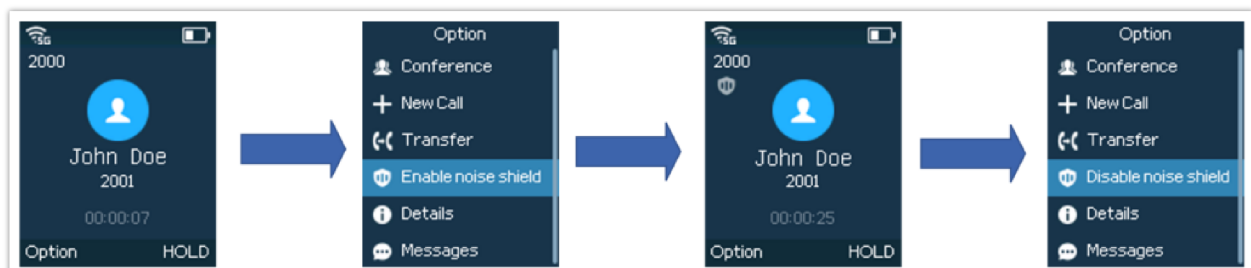 5G
2000
John Doe
2001
00:00:07
Option HOLD
Option
Conference
New Call
Transfer
Enable noise shield
Details
Messages
5G
2000
John Doe
2001
00:00:25
Option HOLD
Option
Conference
New Call
Transfer
Disable noise shield
Details
Messages